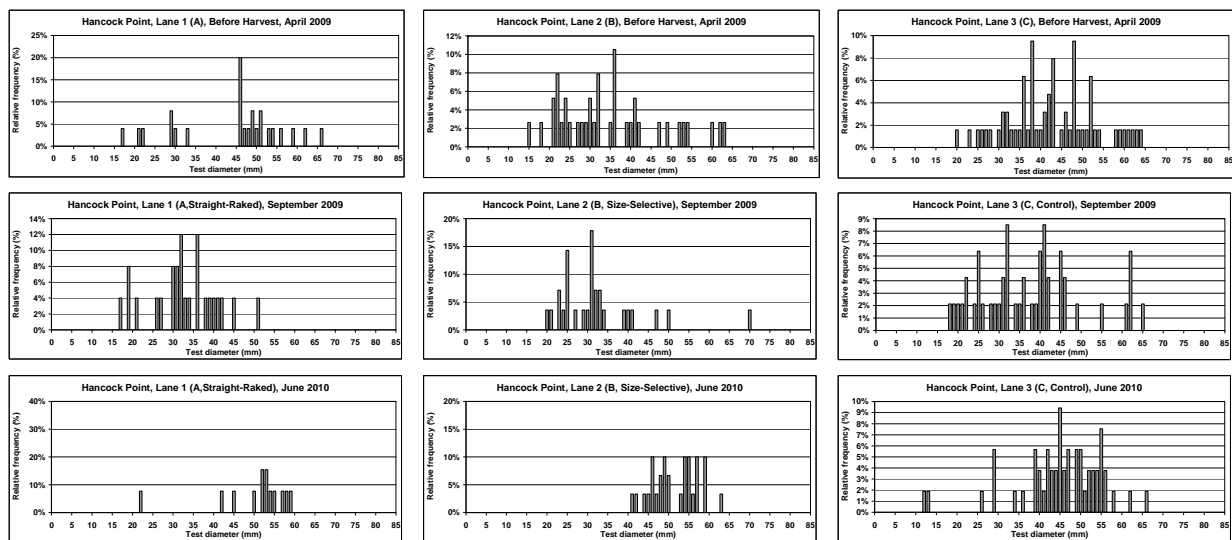 Hancock Point, Lane 1 (A), Before Harvest, April 2009
Relative frequency (%)
25%
20%
15%
10%
5%
0%
0 5 10 15 20 25 30 35 40 45 50 55 60 65 70 75 80 85
Test diameter (mm)
Hancock Point, Lane 2 (B), Before Harvest, April 2009
Relative frequency (%)
12%
10%
8%
6%
4%
2%
0%
0 5 10 15 20 25 30 35 40 45 50 55 60 65 70 75 80 85
Test diameter (mm)
Hancock Point, Lane 3 (C), Before Harvest, April 2009
Relative frequency (%)
10%
8%
6%
4%
2%
0%
0 5 10 15 20 25 30 35 40 45 50 55 60 65 70 75 80 85
Test diameter (mm)
Hancock Point, Lane 1 (A,Straight-Raked), September 2009
Relative frequency (%)
14%
12%
10%
8%
6%
4%
2%
0%
0 5 10 15 20 25 30 35 40 45 50 55 60 65 70 75 80 85
Test diameter (mm)
Hancock Point, Lane 2 (B, Size-Selective), September 2009
Relative frequency (%)
20%
15%
10%
5%
0%
0 5 10 15 20 25 30 35 40 45 50 55 60 65 70 75 80 85
Test diameter (mm)
Hancock Point, Lane 3 (C, Control), September 2009
Relative frequency (%)
9%
8%
7%
6%
5%
4%
3%
2%
1%
0%
0 5 10 15 20 25 30 35 40 45 50 55 60 65 70 75 80 85
Test diameter (mm)
Hancock Point, Lane 1 (A,Straight-Raked), June 2010
Relative frequency (%)
40%
30%
20%
10%
0%
0 5 10 15 20 25 30 35 40 45 50 55 60 65 70 75 80 85
Test diameter (mm)
Hancock Point, Lane 2 (B, Size-Selective), June 2010
Relative frequency (%)
20%
15%
10%
5%
0%
0 5 10 15 20 25 30 35 40 45 50 55 60 65 70 75 80 85
Test diameter (mm)
Hancock Point, Lane 3 (C, Control), June 2010
Relative frequency (%)
10%
9%
8%
7%
6%
5%
4%
3%
2%
1%
0%
0 5 10 15 20 25 30 35 40 45 50 55 60 65 70 75 80 85
Test diameter (mm)